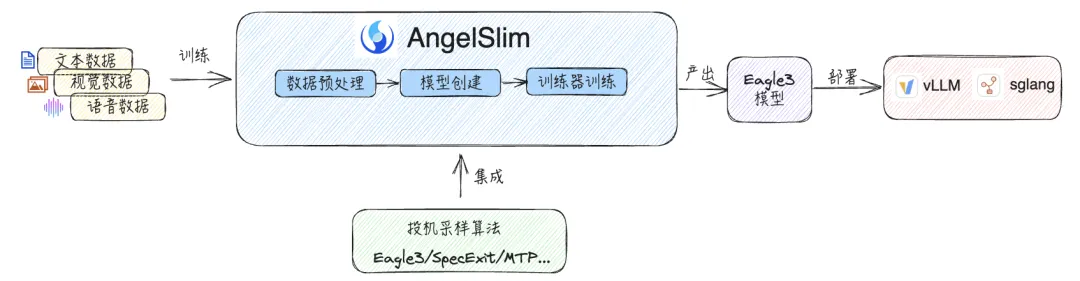 文本数据
视觉数据
语音数据
训练
AngelSlim
数据预处理
模型创建
训练器训练
集成
投机采样算法
Eagle3/SpecExit/MTP...
产出
Eagle3
模型
部署
vLLM
sglang